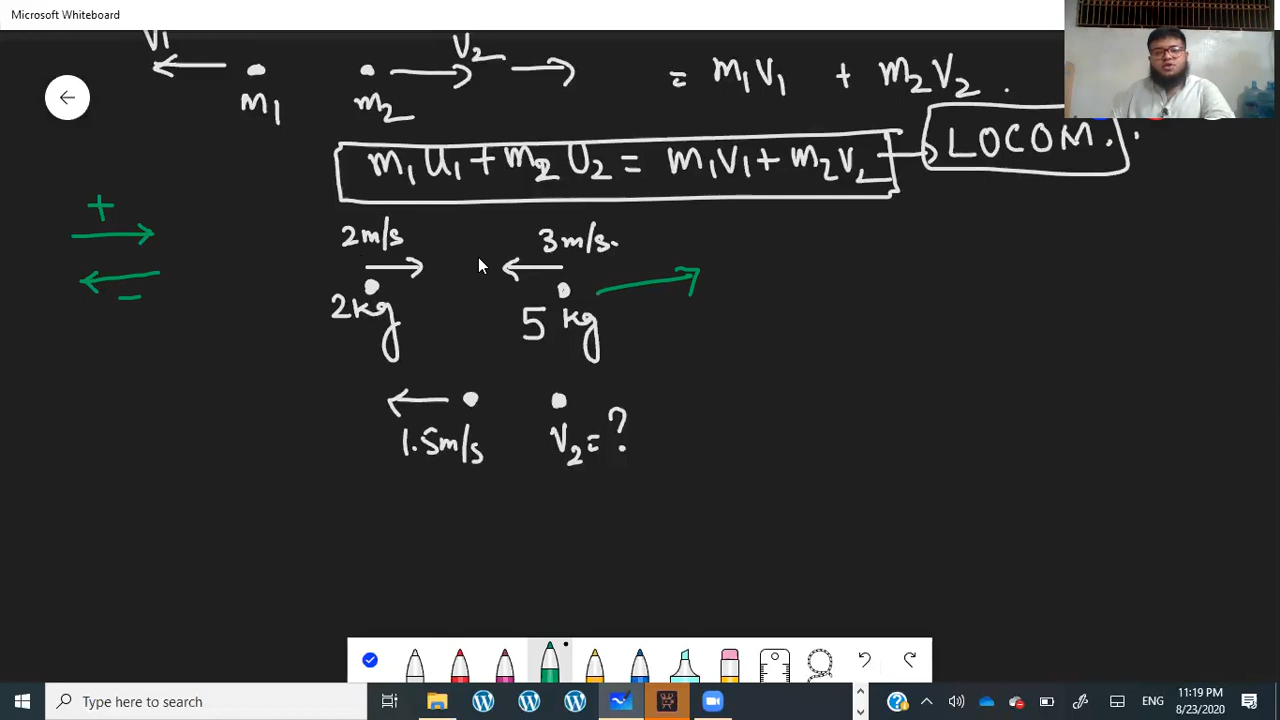 Microsoft Whiteboard
V1 V2 = m1V1 + m2V2.
m1 m2
m1U1+m2U2= m1V1+m2V2 LOCOM.
+
2m/s 3m/s.
−
2kg 5 kg
1.5m/s V2=?
Type here to search
ENG
11:19 PM
8/23/2020